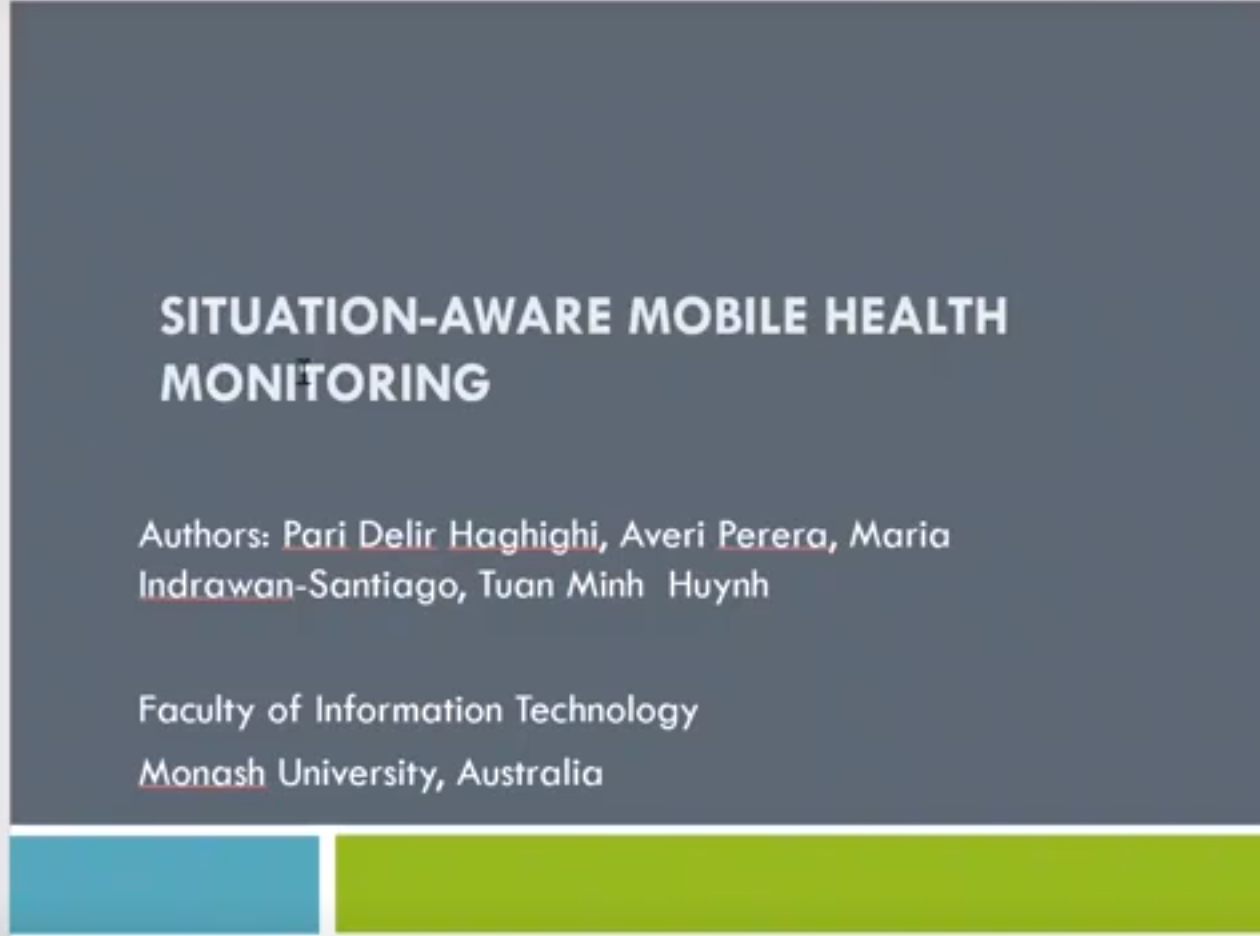 SITUATION-AWARE MOBILE HEALTH
MONITORING
Authors: Pari Delir Haghighi, Averi Perera, Maria
Indrawan-Santiago, Tuan Minh  Huynh
Faculty of Information Technology
Monash University, Australia